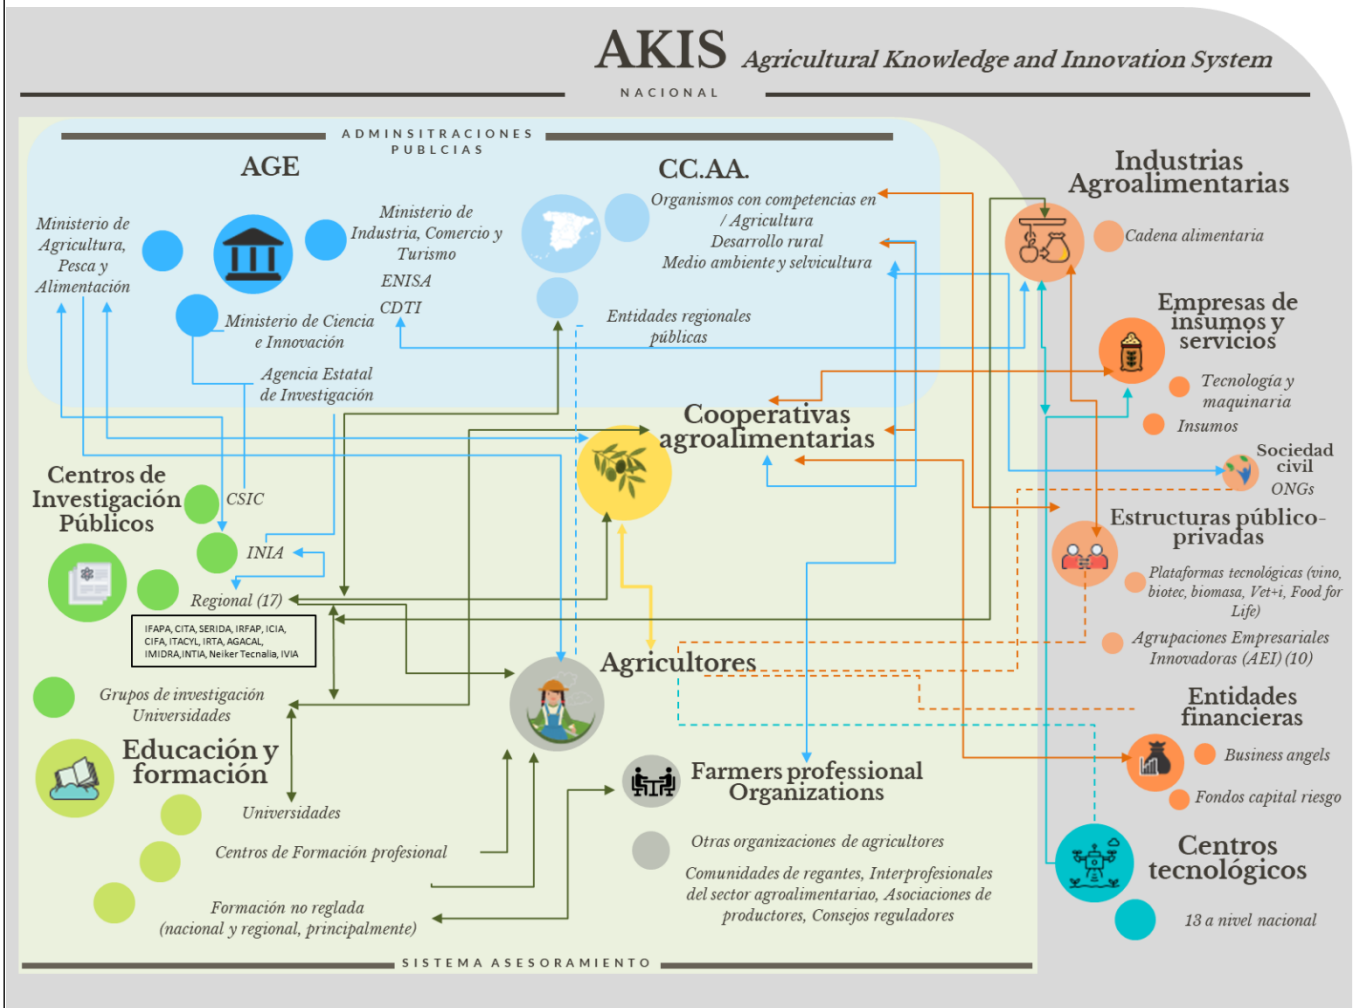 AKIS Agricultural Knowledge and Innovation System
NACIONAL
ADMINSITRACIONES
PUBLCIAS
AGE
Ministerio de
Agricultura,
Pesca y
Alimentación
Ministerio de
Industria, Comercio y
Turismo
ENISA
CDTI
Ministerio de Ciencia
e Innovación
Agencia Estatal
de Investigación
CC.AA.
Organismos con competencias en
/ Agricultura
Desarrollo rural
Medio ambiente y selvicultura
Entidades regionales
públicas
Industrias
Agroalimentarias
Cadena alimentaria
Empresas de
insumos y
servicios
Tecnología y
maquinaria
Insumos
Sociedad
civil
ONGs
Estructuras público-
privadas
Plataformas tecnológicas (vino,
biotec, biomasa, Vet+i, Food for
Life)
Agrupaciones Empresariales
Innovadoras (AEI) (10)
Entidades
financieras
Business angels
Fondos capital riesgo
Centros
tecnológicos
13 a nivel nacional
Cooperativas
agroalimentarias
Centros de
Investigación
Públicos
CSIC
INIA
Regional (17)
IFAPA, CITA, SERIDA, IRFAP, ICIA,
CIFA, ITACYL, IRTA, AGACAL,
IMIDRA,INTIA, Neiker Tecnalia, IVIA
Grupos de investigación
Universidades
Agricultores
Educación y
formación
Universidades
Centros de Formación profesional
Formación no reglada
(nacional y regional, principalmente)
Farmers professional
Organizations
Otras organizaciones de agricultores
Comunidades de regantes, Interprofesionales
del sector agroalimentariao, Asociaciones de
productores, Consejos reguladores
SISTEMA ASESORAMIENTO